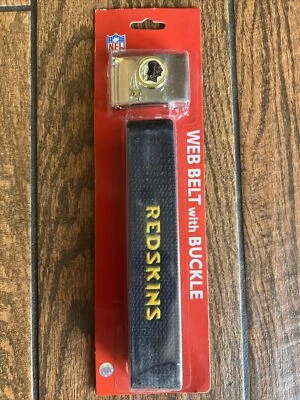 NFL
WEB BELT with BUCKLE
REDSKINS